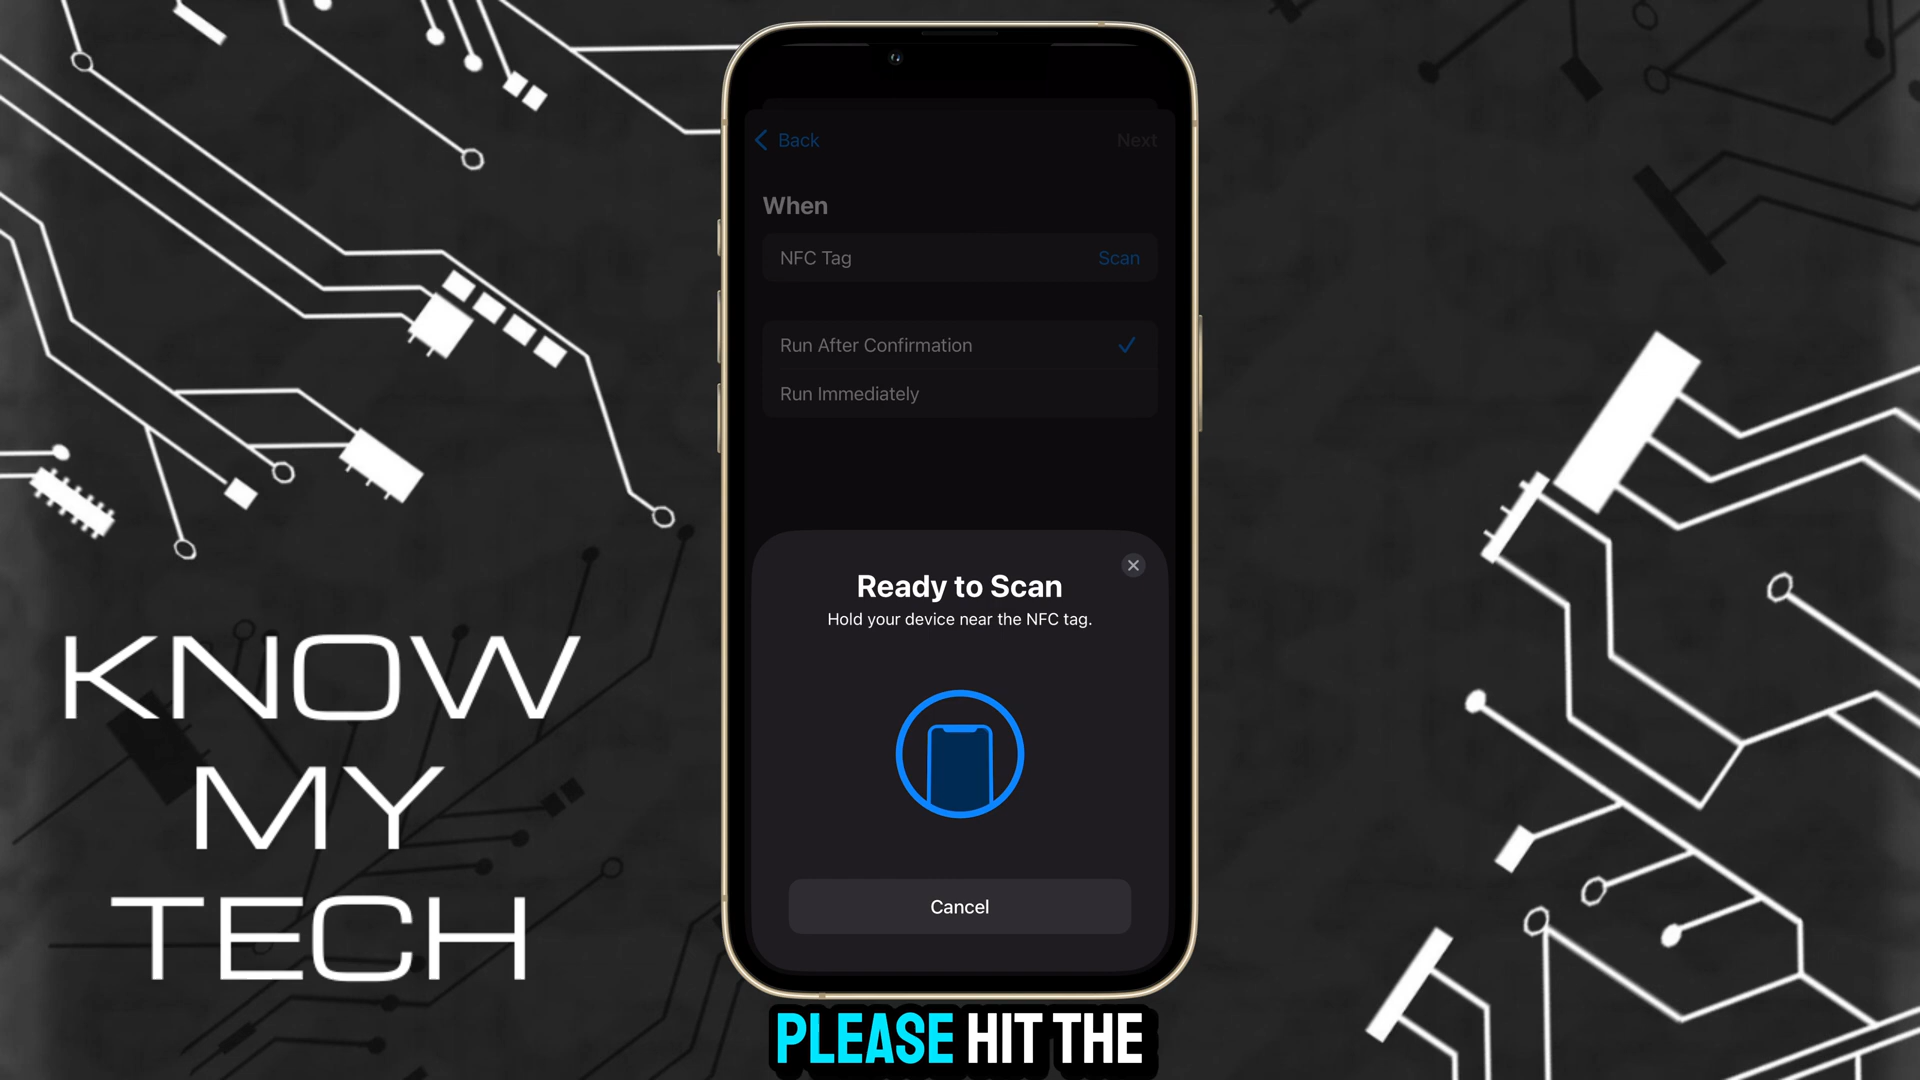 Back
Next
When
NFC Tag
Scan
Run After Confirmation
Run Immediately
Ready to Scan
Hold your device near the NFC tag.
Cancel
KNOW
MY
TECH
PLEASE HIT THE